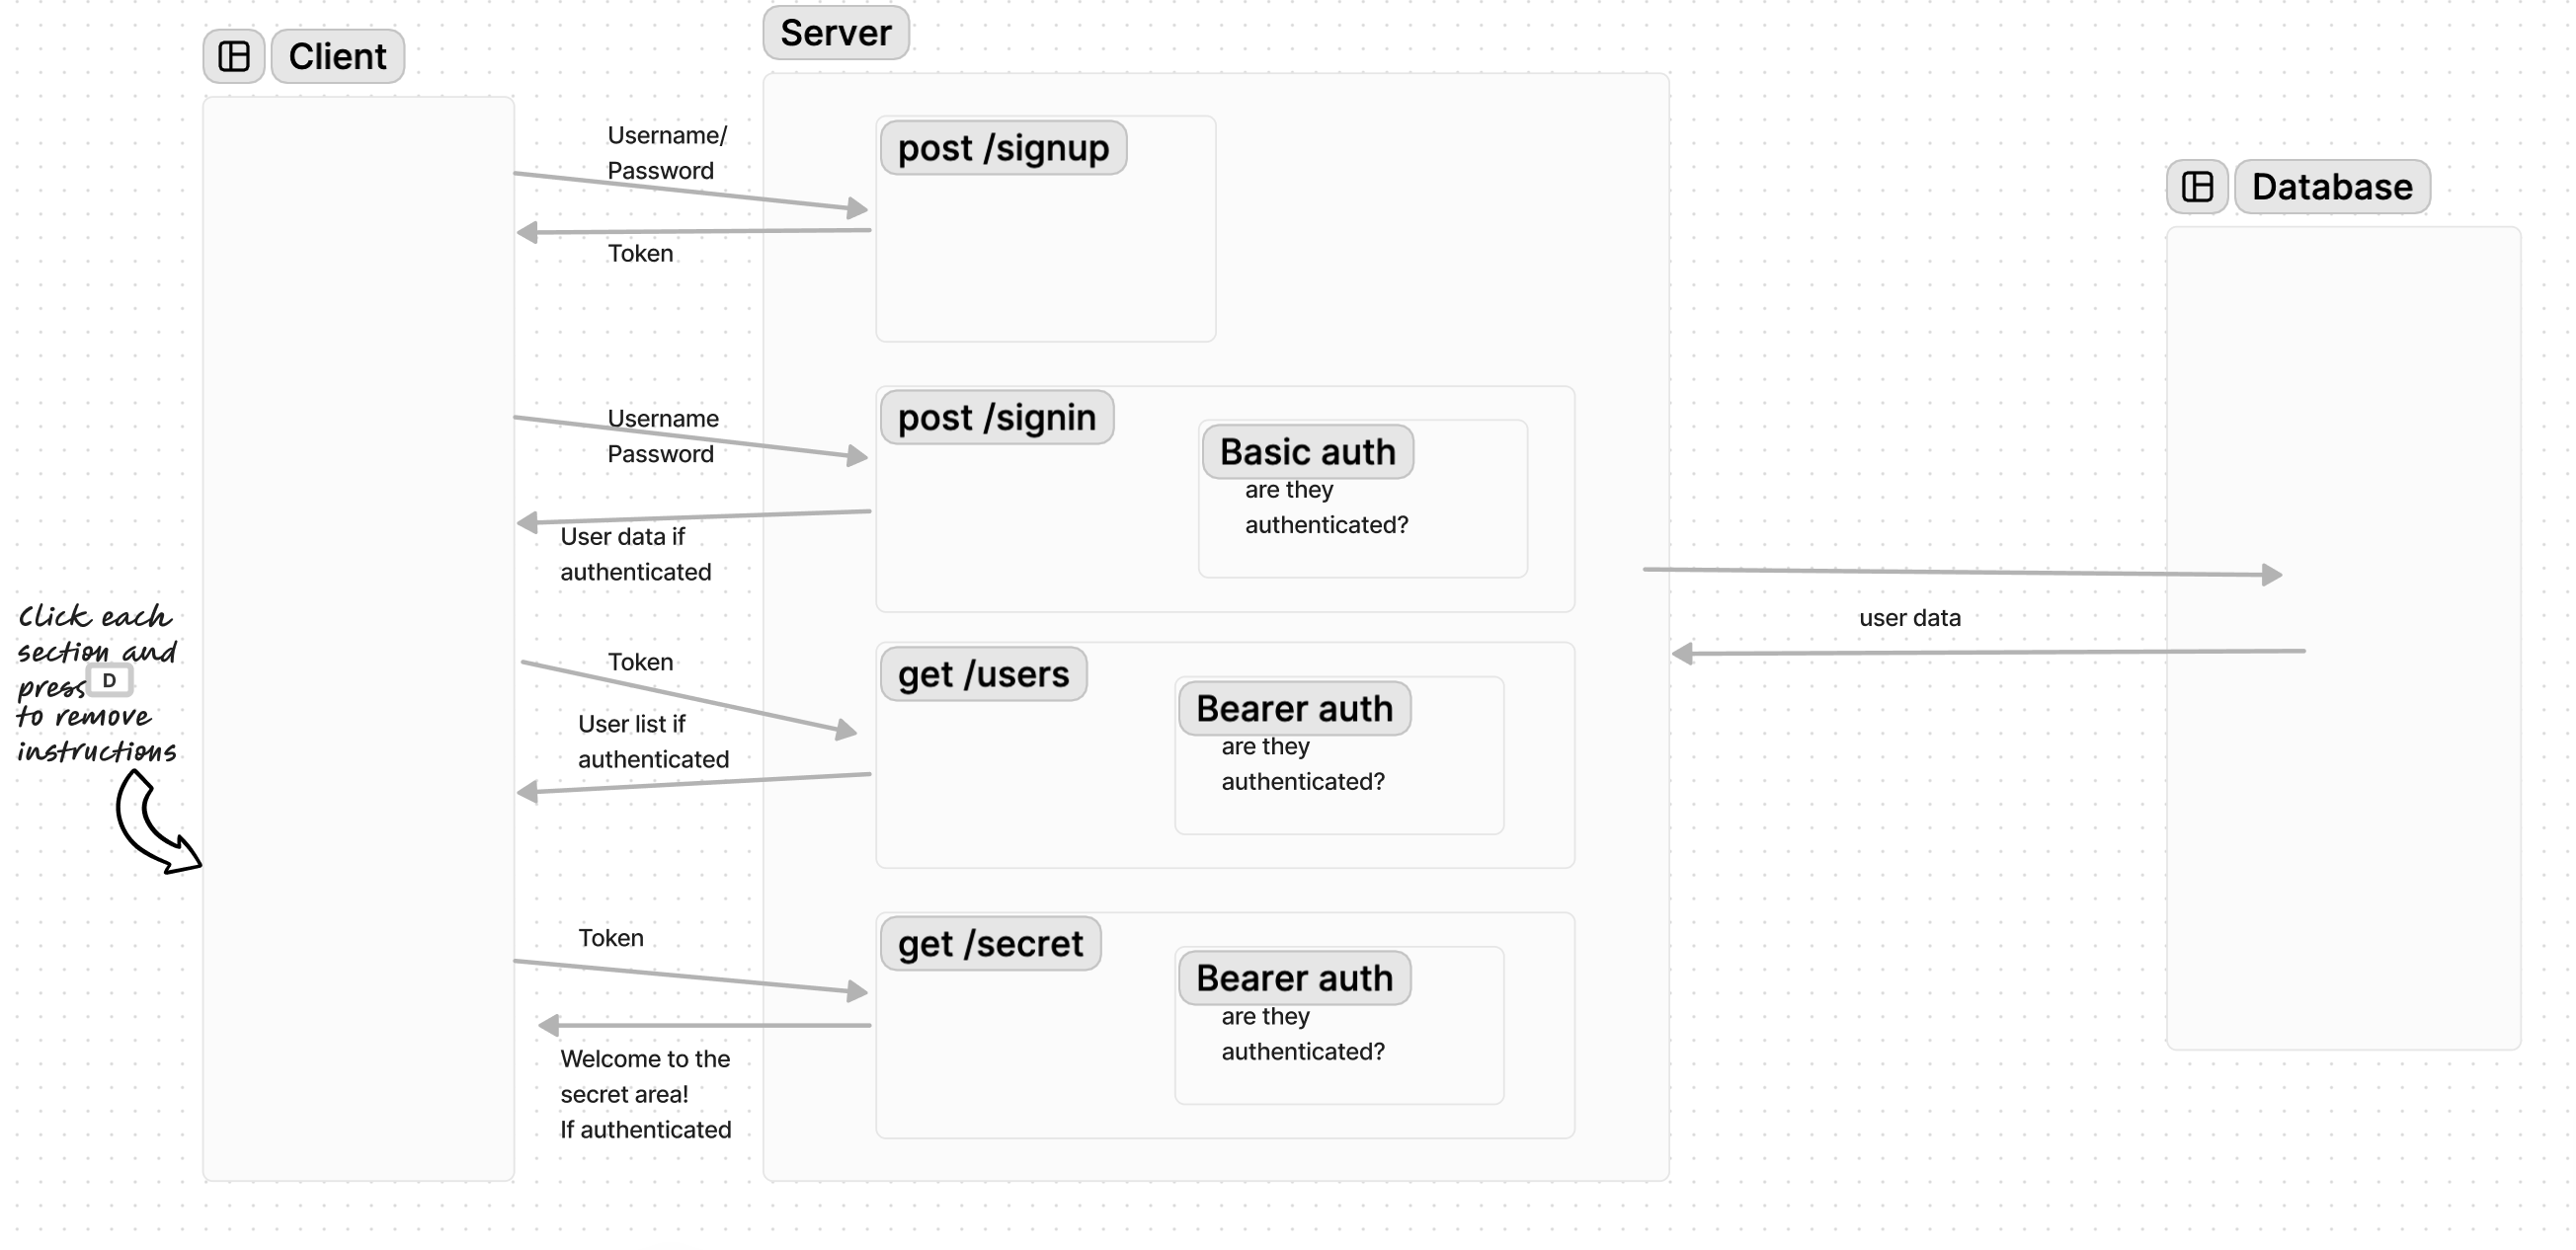 Client
Server
Database
Username/
Password
Token
post /signup
Username
Password
User data if
authenticated
post /signin
Basic auth
are they
authenticated?
user data
Click each
section and
press D
to remove
instructions
Token
User list if
authenticated
get /users
Bearer auth
are they
authenticated?
Token
Welcome to the
secret area!
If authenticated
get /secret
Bearer auth
are they
authenticated?